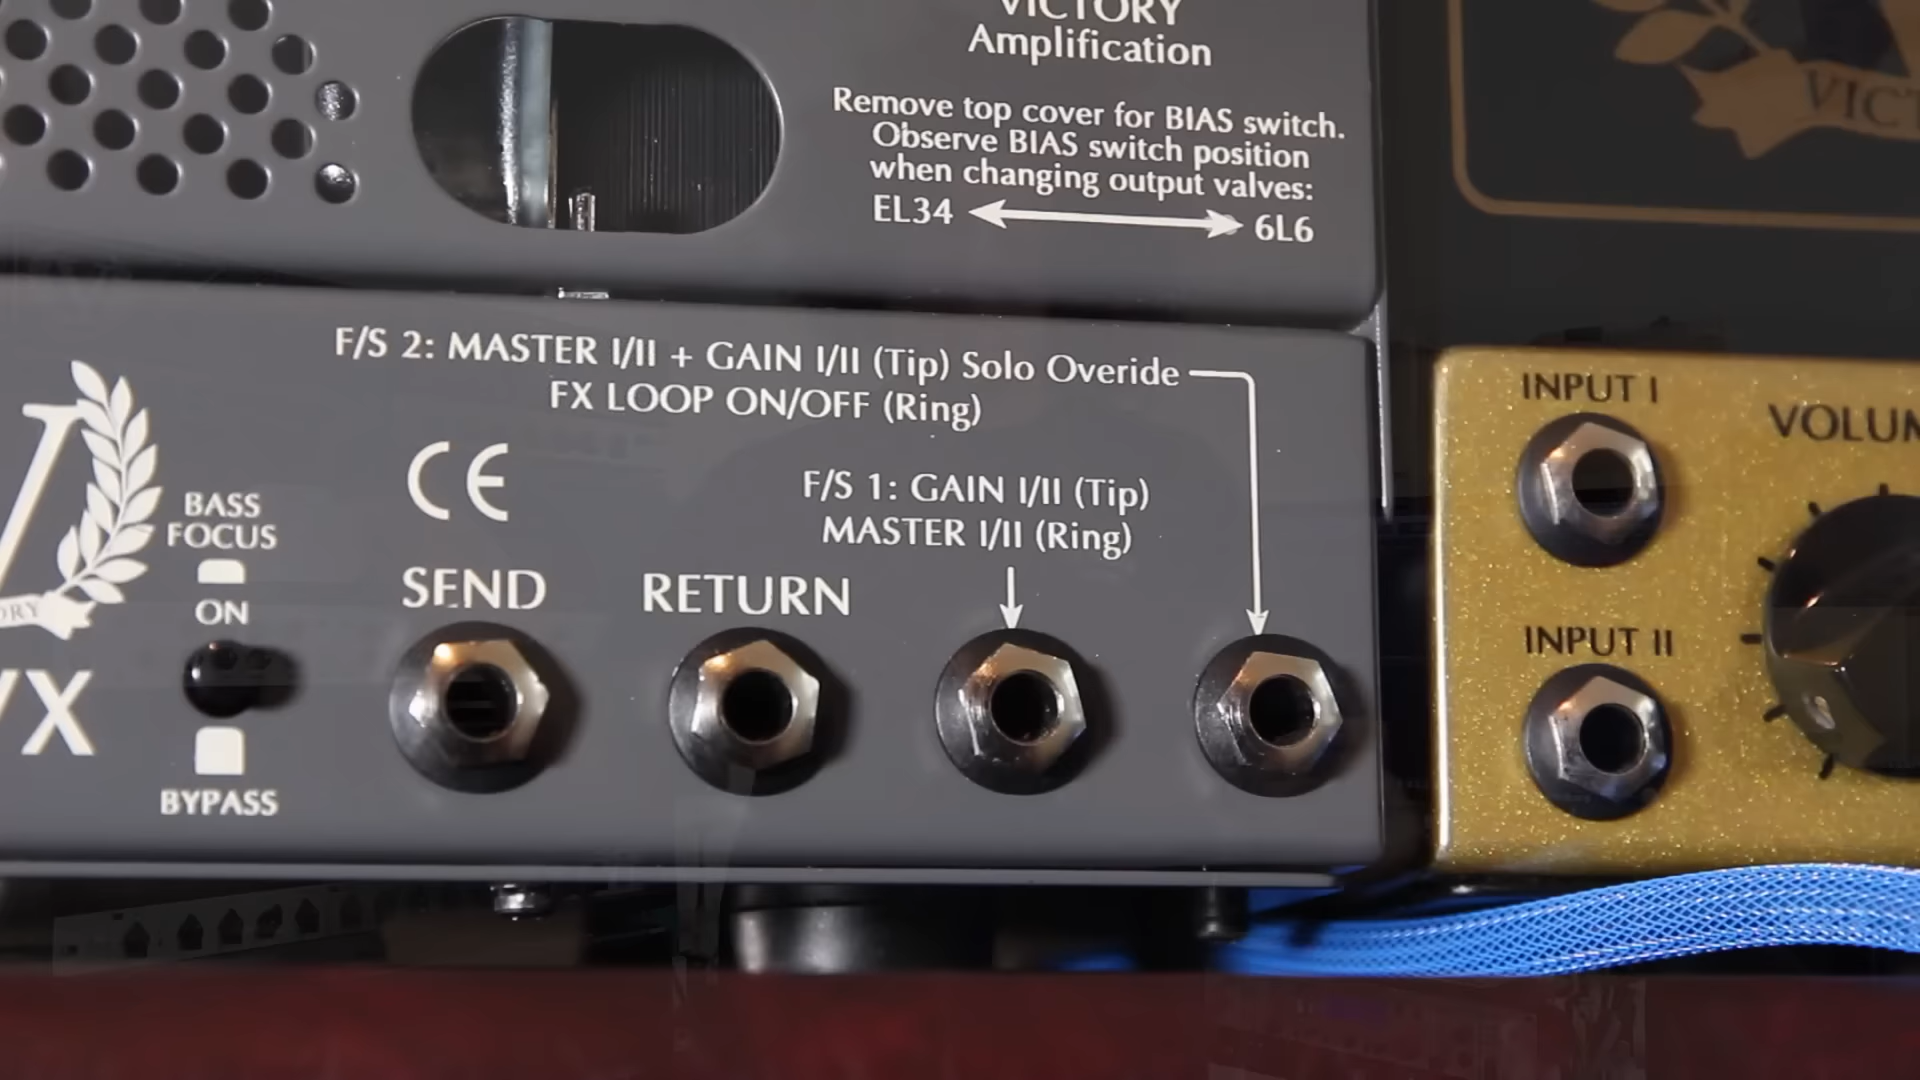 VICTORY
Amplification
Remove top cover for BIAS switch.
Observe BIAS switch position
when changing output valves:
EL34 6L6
F/S 2: MASTER I/II + GAIN I/II (Tip) Solo Overide
FX LOOP ON/OFF (Ring)
F/S 1: GAIN I/II (Tip)
MASTER I/II (Ring)
BASS
FOCUS
ON
BYPASS
SEND
RETURN
VX
INPUT I
INPUT II